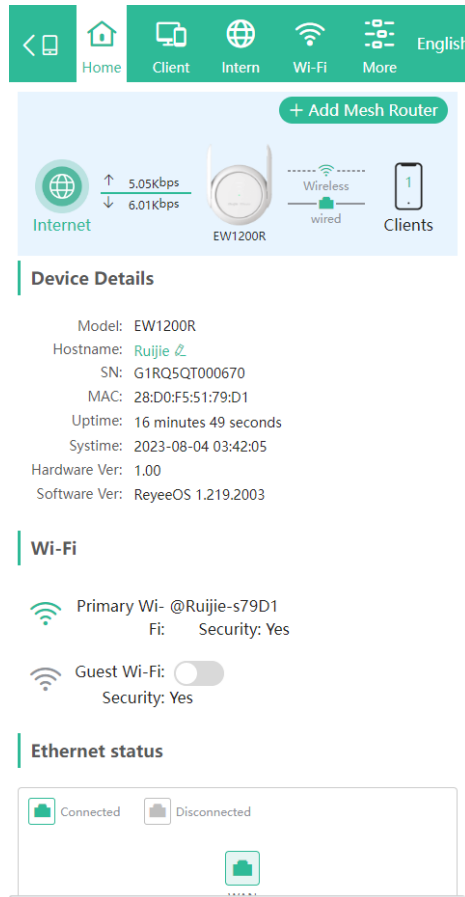 Home
Client
Intern
Wi-Fi
More
English
+ Add Mesh Router
5.05Kbps
6.01Kbps
Wireless
wired
1
Internet
EW1200R
Clients
Device Details
Model: EW1200R
Hostname: Ruijie
SN: G1RQ5QT000670
MAC: 28:D0:F5:51:79:D1
Uptime: 16 minutes 49 seconds
Systime: 2023-08-04 03:42:05
Hardware Ver: 1.00
Software Ver: ReyeeOS 1.219.2003
Wi-Fi
Primary Wi- @Ruijie-s79D1
Fi: Security: Yes
Guest Wi-Fi:
Security: Yes
Ethernet status
Connected
Disconnected